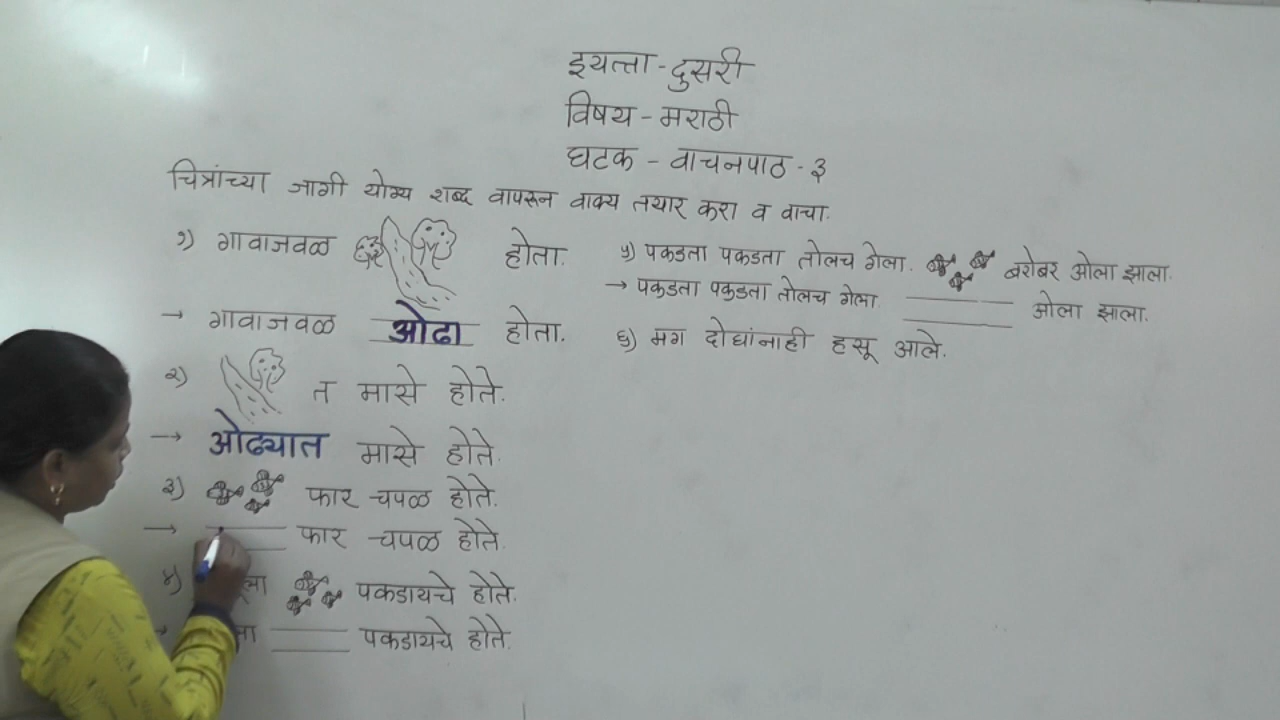 इयत्ता - दुसरी
विषय - मराठी
घटक - वाचनपाठ - ३
चित्रांच्या जागी योग्य शब्द वापरून वाक्य तयार करा व वाचा.
१) गावाजवळ होता.
→ गावाजवळ ओढा होता.
२) त मासे होते.
→ ओढ्यात मासे होते.
३) फार चपळ होते.
→ फार चपळ होते.
४) पकडायचे होते.
पकडायचे होते.
५) पकडता पकडता तोलच गेला. बरोबर ओला झाला.
→ पकडता पकडता तोलच गेला. ओला झाला.
६) मग दोघांनाही हसू आले.